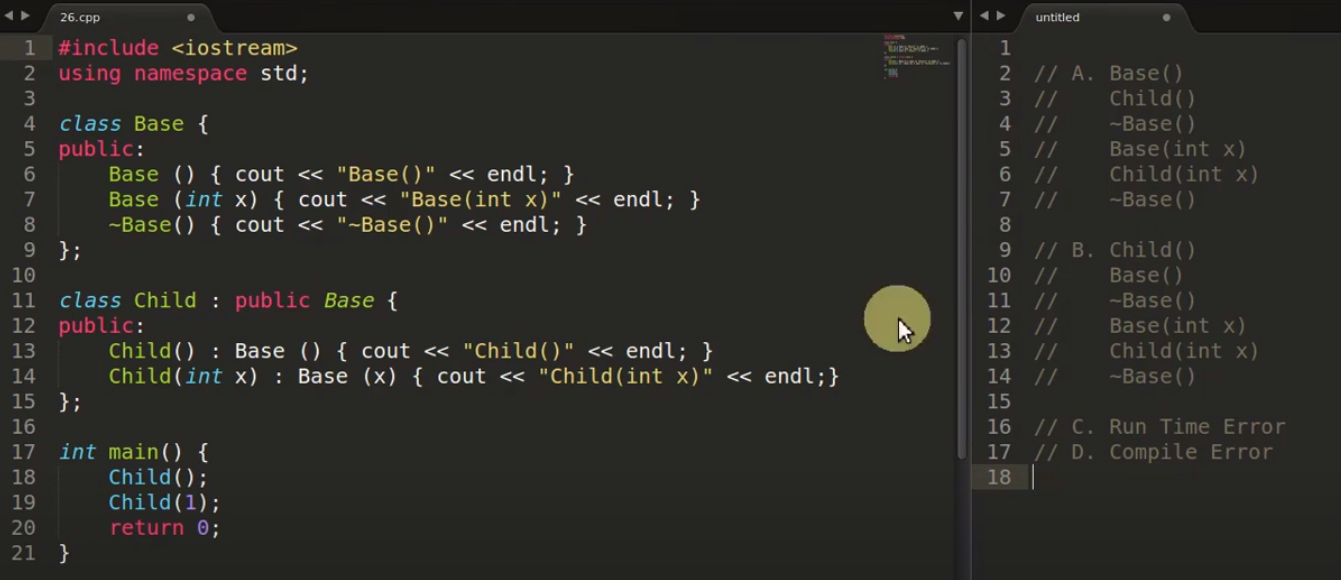 26.cpp
1 #include <iostream>
2 using namespace std;
3
4 class Base {
5 public:
6     Base () { cout << "Base()" << endl; }
7     Base (int x) { cout << "Base(int x)" << endl; }
8     ~Base() { cout << "~Base()" << endl; }
9 };
10
11 class Child : public Base {
12 public:
13     Child() : Base () { cout << "Child()" << endl; }
14     Child(int x) : Base (x) { cout << "Child(int x)" << endl;}
15 };
16
17 int main() {
18     Child();
19     Child(1);
20     return 0;
21 }
untitled
1
2 // A. Base()
3 //    Child()
4 //    ~Base()
5 //    Base(int x)
6 //    Child(int x)
7 //    ~Base()
8
9 // B. Child()
10 //    Base()
11 //    ~Base()
12 //    Base(int x)
13 //    Child(int x)
14 //    ~Base()
15
16 // C. Run Time Error
17 // D. Compile Error
18